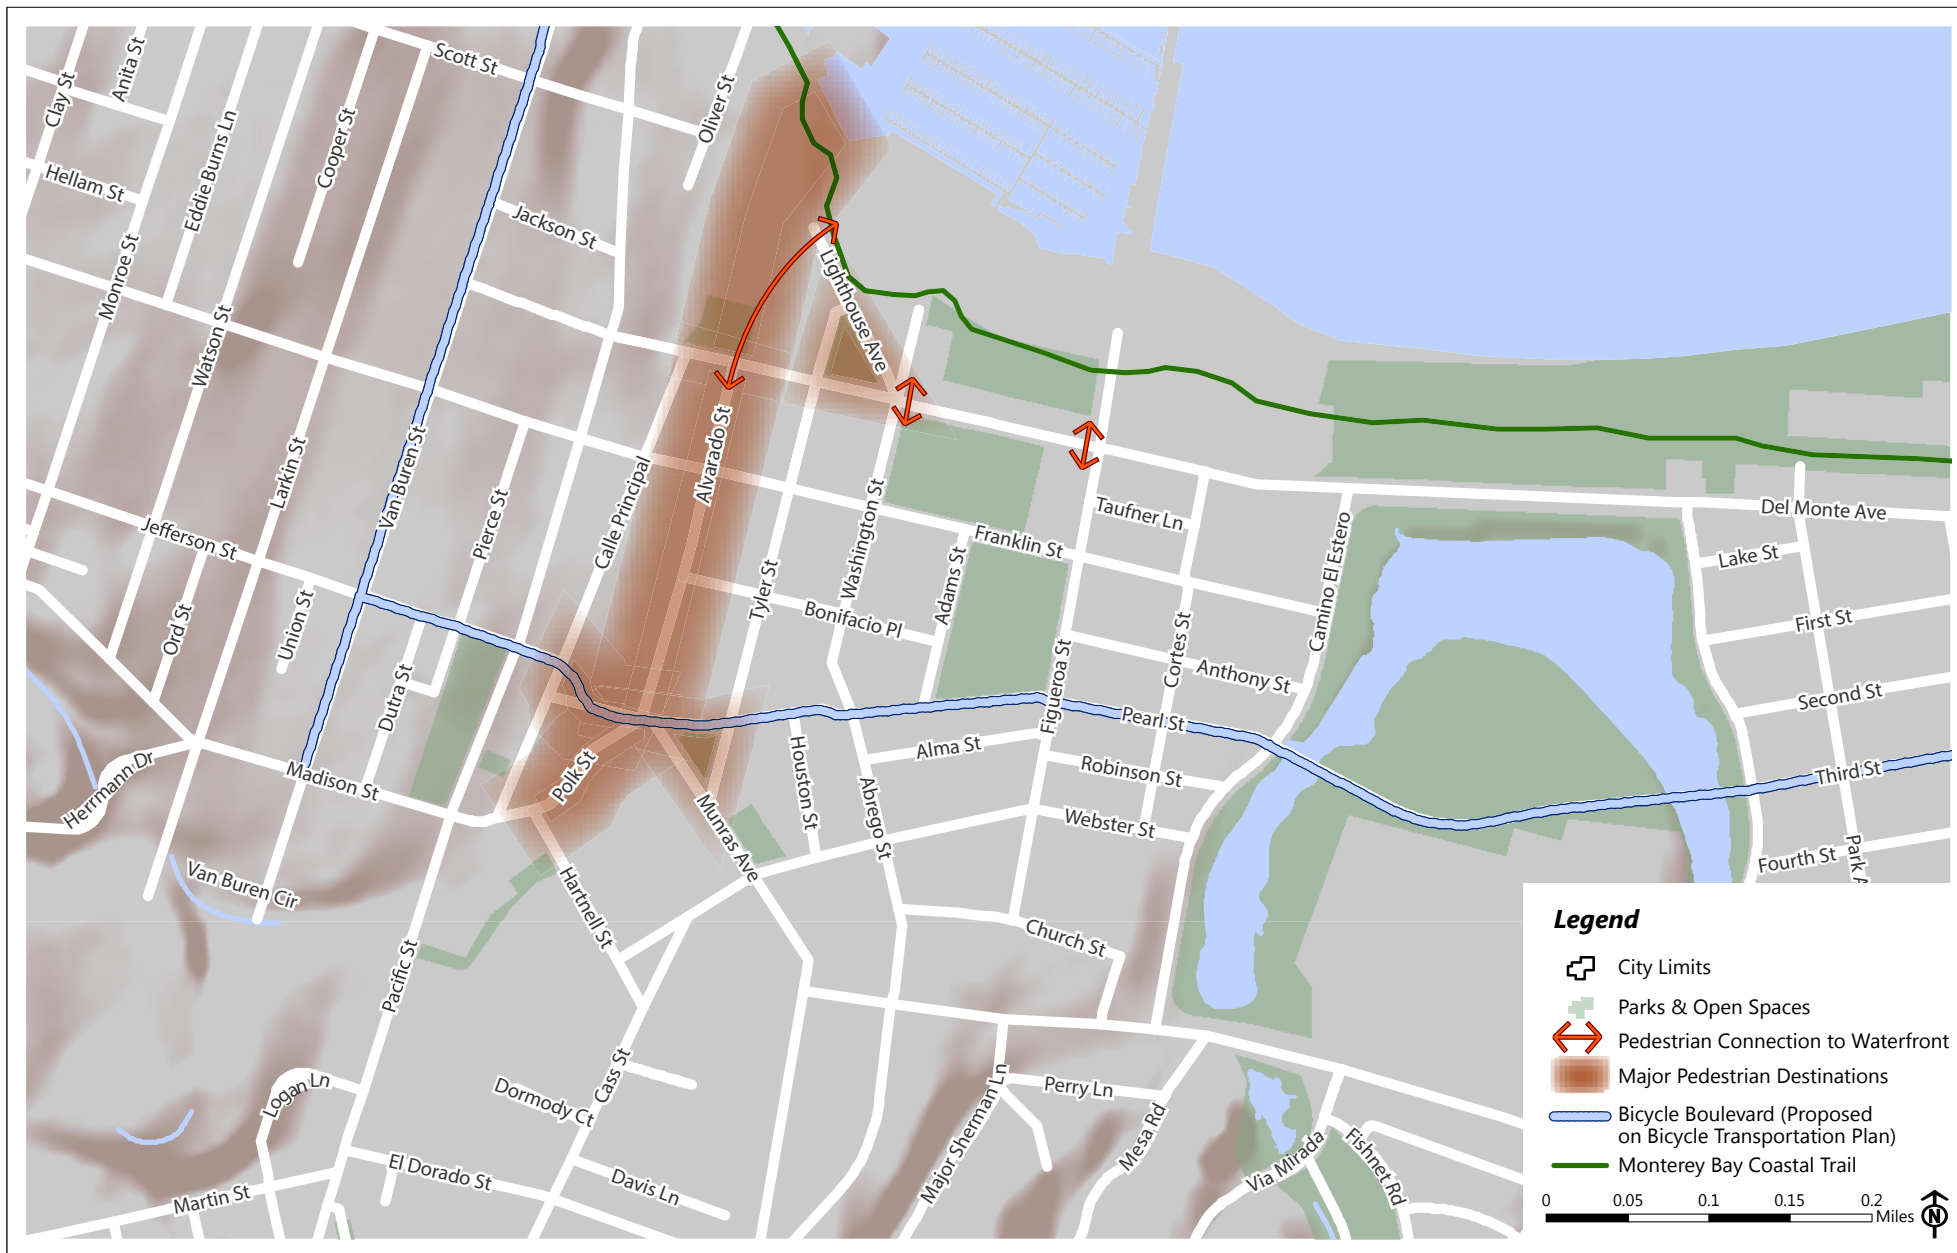 Scott St
Anita St
Clay St
Oliver St
Cooper St
Eddie Burns Ln
Hellam St
Jackson St
Monroe St
Lighthouse Ave
Watson St
Larkin St
Van Buren St
Alvarado St
Calle Principal
Pierce St
Jefferson St
Washington St
Taufner Ln
Del Monte Ave
Franklin St
Lake St
Camino El Estero
Tyler St
Adams St
Bonifacio Pl
Ord St
Union St
First St
Cortes St
Figueroa St
Anthony St
Second St
Dutra St
Pearl St
Alma St
Robinson St
Third St
Herrmann Dr
Madison St
Polk St
Houston St
Munras Ave
Abrego St
Webster St
Fourth St
Park A
Van Buren Cir
Hartnell St
Church St
Pacific St
Logan Ln
Dormody Ct
Cass St
Major Sherman Ln
Perry Ln
Mesa Rd
Via Mirada
Fishnet Rd
El Dorado St
Davis Ln
Martin St
Legend
City Limits
Parks & Open Spaces
Pedestrian Connection to Waterfront
Major Pedestrian Destinations
Bicycle Boulevard (Proposed
on Bicycle Transportation Plan)
Monterey Bay Coastal Trail
0 0.05 0.1 0.15 0.2
Miles
N